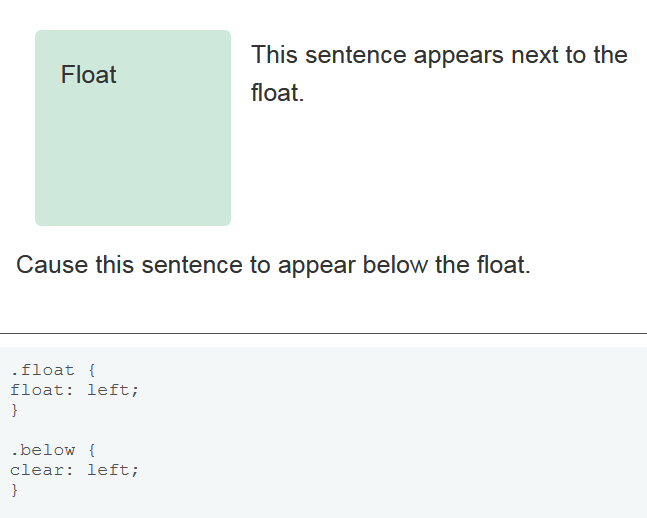 Float
This sentence appears next to the
float.
Cause this sentence to appear below the float.
.float {
float: left;
}
.below {
clear: left;
}